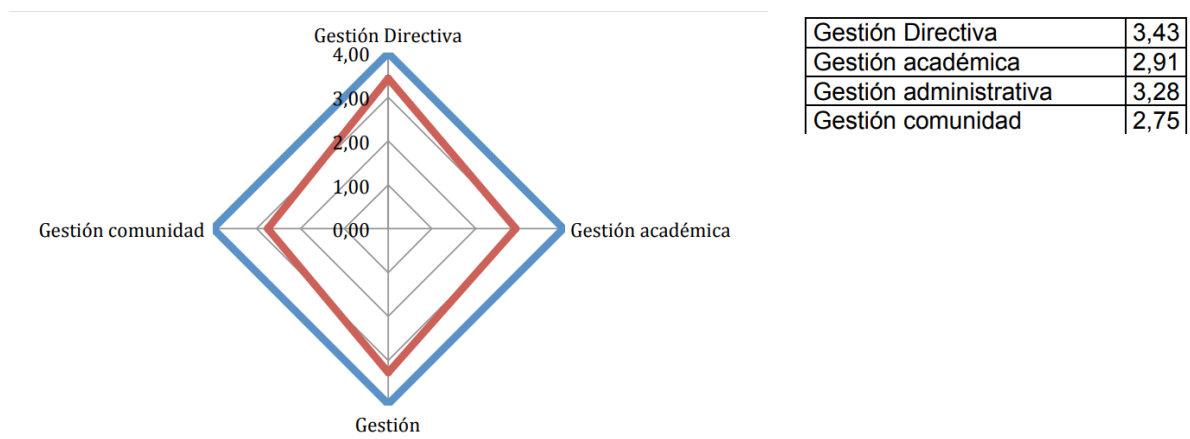 Gestión Directiva
4,00
3,00
2,00
1,00
0,00
Gestión comunidad
Gestión académica
Gestión
Gestión Directiva 3,43
Gestión académica 2,91
Gestión administrativa 3,28
Gestión comunidad 2,75